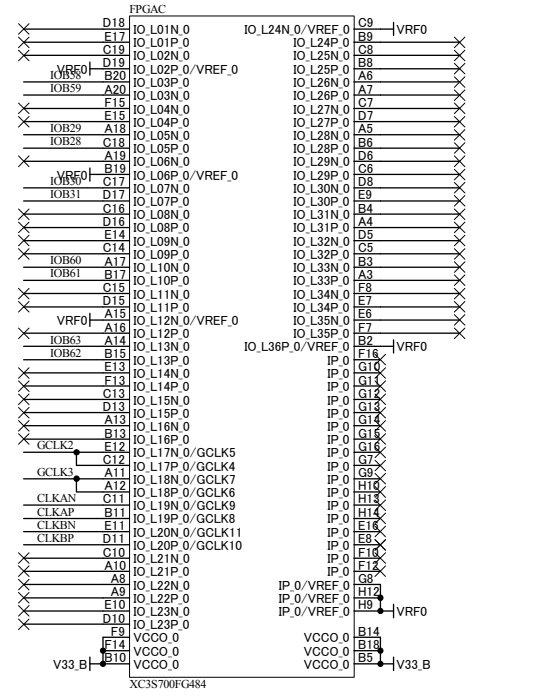 FPGAC
D18 IO_L01N_0 IO_L24N_0/VREF_0 C9 VRF0
E17 IO_L01P_0 IO_L24P_0 B9
C19 IO_L02N_0 IO_L25N_0 C8
VRF0 D19 IO_L02P_0/VREF_0 IO_L25P_0 B8
IOB58 B20 IO_L03P_0 IO_L26N_0 A6
IOB59 A20 IO_L03N_0 IO_L26P_0 A7
F15 IO_L04N_0 IO_L27N_0 C7
E15 IO_L04P_0 IO_L27P_0 D7
IOB29 A18 IO_L05N_0 IO_L28N_0 A5
IOB28 C18 IO_L05P_0 IO_L28P_0 B6
A19 IO_L06N_0 IO_L29N_0 D6
VRF0 B19 IO_L06P_0/VREF_0 IO_L29P_0 C6
IOB30 C17 IO_L07N_0 IO_L30N_0 D8
IOB31 D17 IO_L07P_0 IO_L30P_0 E9
C16 IO_L08N_0 IO_L31N_0 B4
D16 IO_L08P_0 IO_L31P_0 A4
E14 IO_L09N_0 IO_L32N_0 D5
C14 IO_L09P_0 IO_L32P_0 C5
IOB60 A17 IO_L10N_0 IO_L33N_0 B3
IOB61 B17 IO_L10P_0 IO_L33P_0 A3
C15 IO_L11N_0 IO_L34N_0 F8
D15 IO_L11P_0 IO_L34P_0 E7
VRF0 A15 IO_L12N_0/VREF_0 IO_L35N_0 E6
A16 IO_L12P_0 IO_L35P_0 F7
IOB63 A14 IO_L13N_0 IO_L36P_0/VREF_0 B2 VRF0
IOB62 B15 IO_L13P_0 IP_0 F16
E13 IO_L14N_0 IP_0 G10
F13 IO_L14P_0 IP_0 G11
C13 IO_L15N_0 IP_0 G12
D13 IO_L15P_0 IP_0 G13
A13 IO_L16N_0 IP_0 G14
B13 IO_L16P_0 IP_0 G15
GCLK2 E12 IO_L17N_0/GCLK5 IP_0 G16
C12 IO_L17P_0/GCLK4 IP_0 G7
GCLK3 A11 IO_L18N_0/GCLK7 IP_0 G9
A12 IO_L18P_0/GCLK6 IP_0 H10
CLKAN C11 IO_L19N_0/GCLK9 IP_0 H13
CLKAP B11 IO_L19P_0/GCLK8 IP_0 H14
CLKBN E11 IO_L20N_0/GCLK11 IP_0 E16
CLKBP D11 IO_L20P_0/GCLK10 IP_0 E8
C10 IO_L21N_0 IP_0 F10
A10 IO_L21P_0 IP_0 F12
A8 IO_L22N_0 IP_0/VREF_0 G8
A9 IO_L22P_0 IP_0/VREF_0 H12
E10 IO_L23N_0 IP_0/VREF_0 H9 VRF0
D10 IO_L23P_0
F9 VCCO_0 VCCO_0 B14
F14 VCCO_0 VCCO_0 B18
V33_B B10 VCCO_0 VCCO_0 B5 V33_B
XC3S700FG484